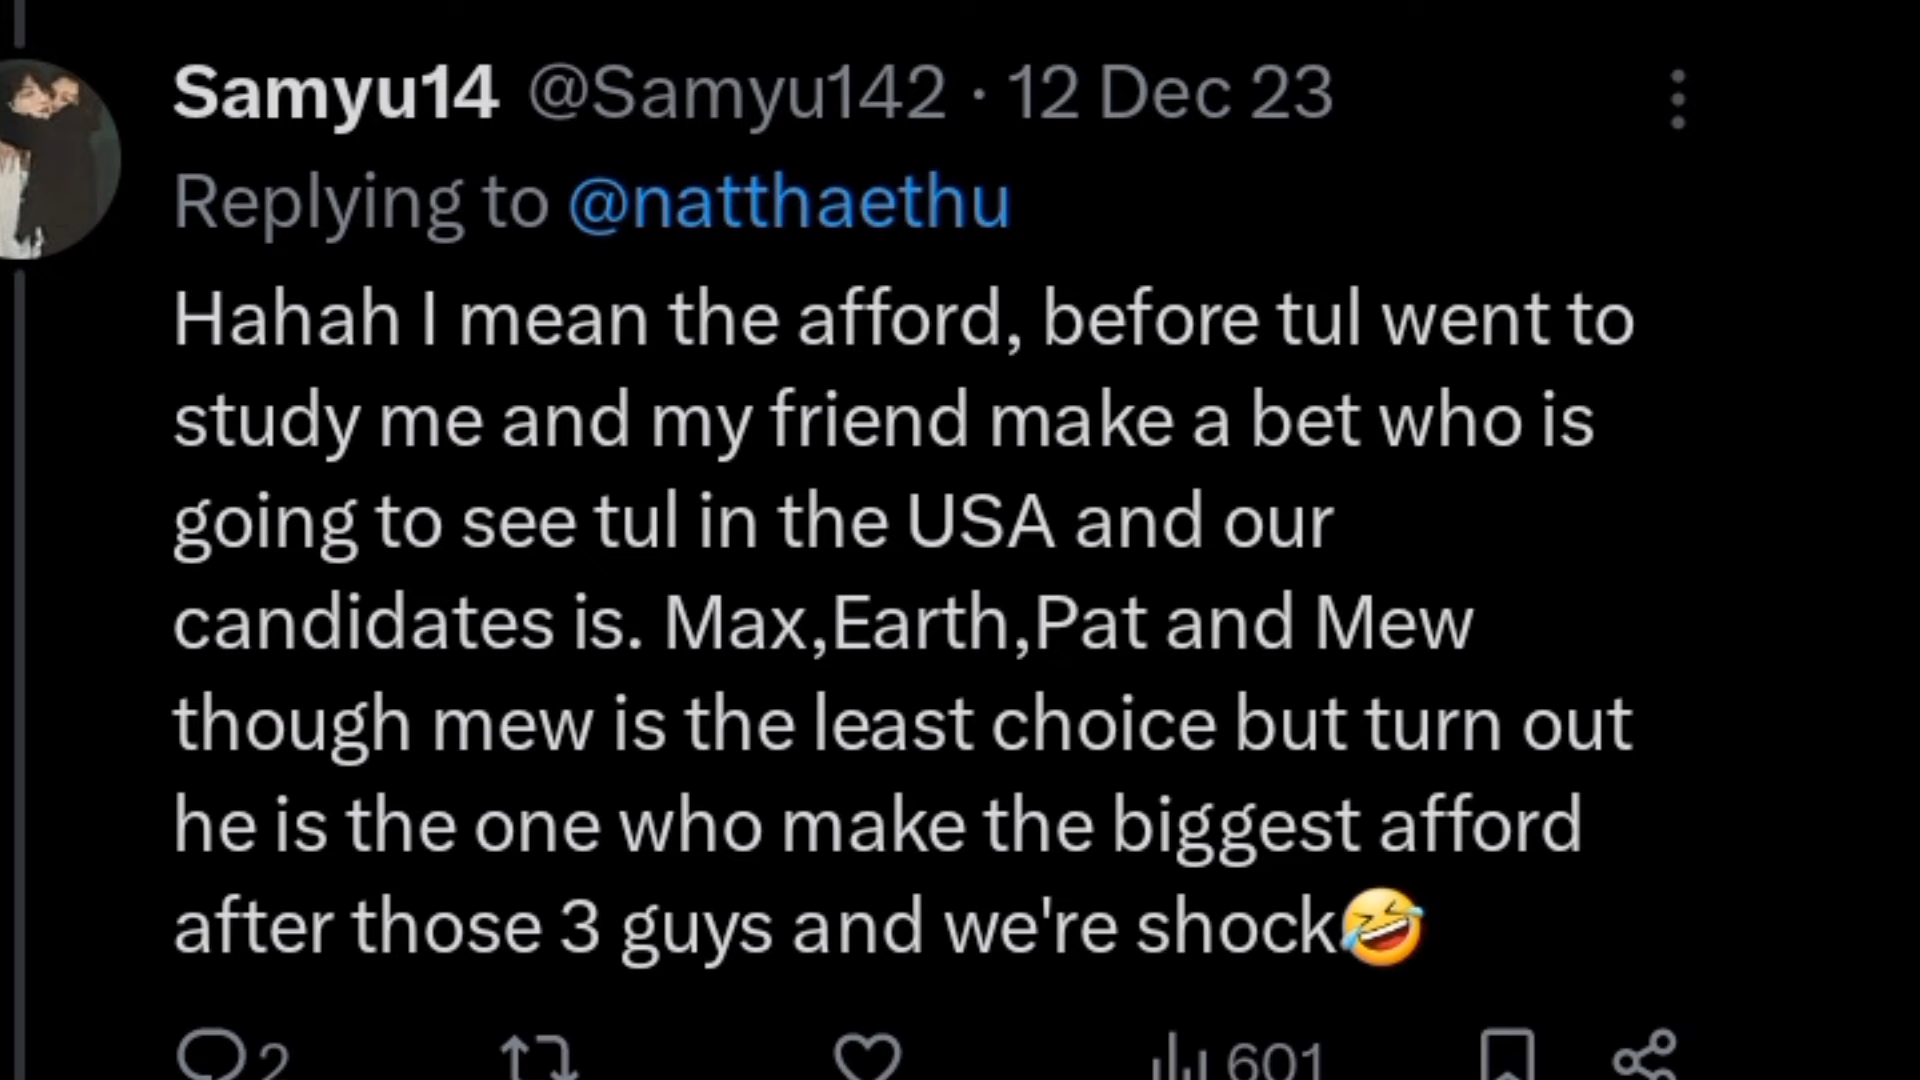 Samyu14 @Samyu142 · 12 Dec 23
Replying to @natthaethu
Hahah I mean the afford, before tul went to
study me and my friend make a bet who is
going to see tul in the USA and our
candidates is. Max,Earth,Pat and Mew
though mew is the least choice but turn out
he is the one who make the biggest afford
after those 3 guys and we're shock🤣
2 601